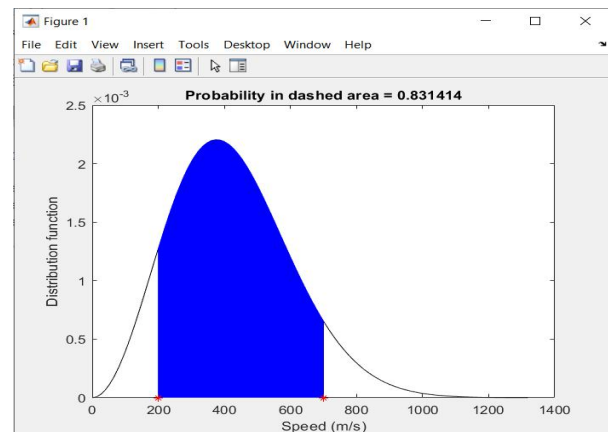 Figure 1
File Edit View Insert Tools Desktop Window Help
×10⁻³
Probability in dashed area = 0.831414
2.5
2
1.5
1
0.5
0
Distribution function
0 200 400 600 800 1000 1200 1400
Speed (m/s)